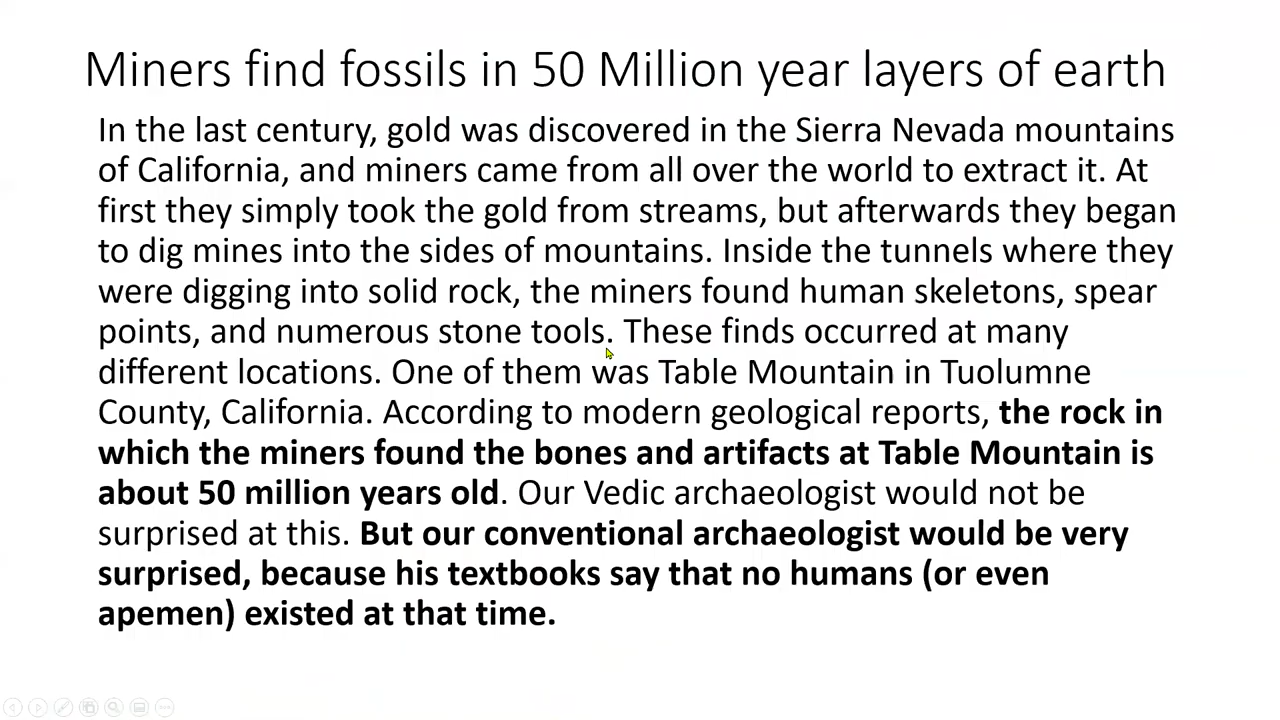 Miners find fossils in 50 Million year layers of earth
In the last century, gold was discovered in the Sierra Nevada mountains
of California, and miners came from all over the world to extract it. At
first they simply took the gold from streams, but afterwards they began
to dig mines into the sides of mountains. Inside the tunnels where they
were digging into solid rock, the miners found human skeletons, spear
points, and numerous stone tools. These finds occurred at many
different locations. One of them was Table Mountain in Tuolumne
County, California. According to modern geological reports, the rock in
which the miners found the bones and artifacts at Table Mountain is
about 50 million years old. Our Vedic archaeologist would not be
surprised at this. But our conventional archaeologist would be very
surprised, because his textbooks say that no humans (or even
apemen) existed at that time.